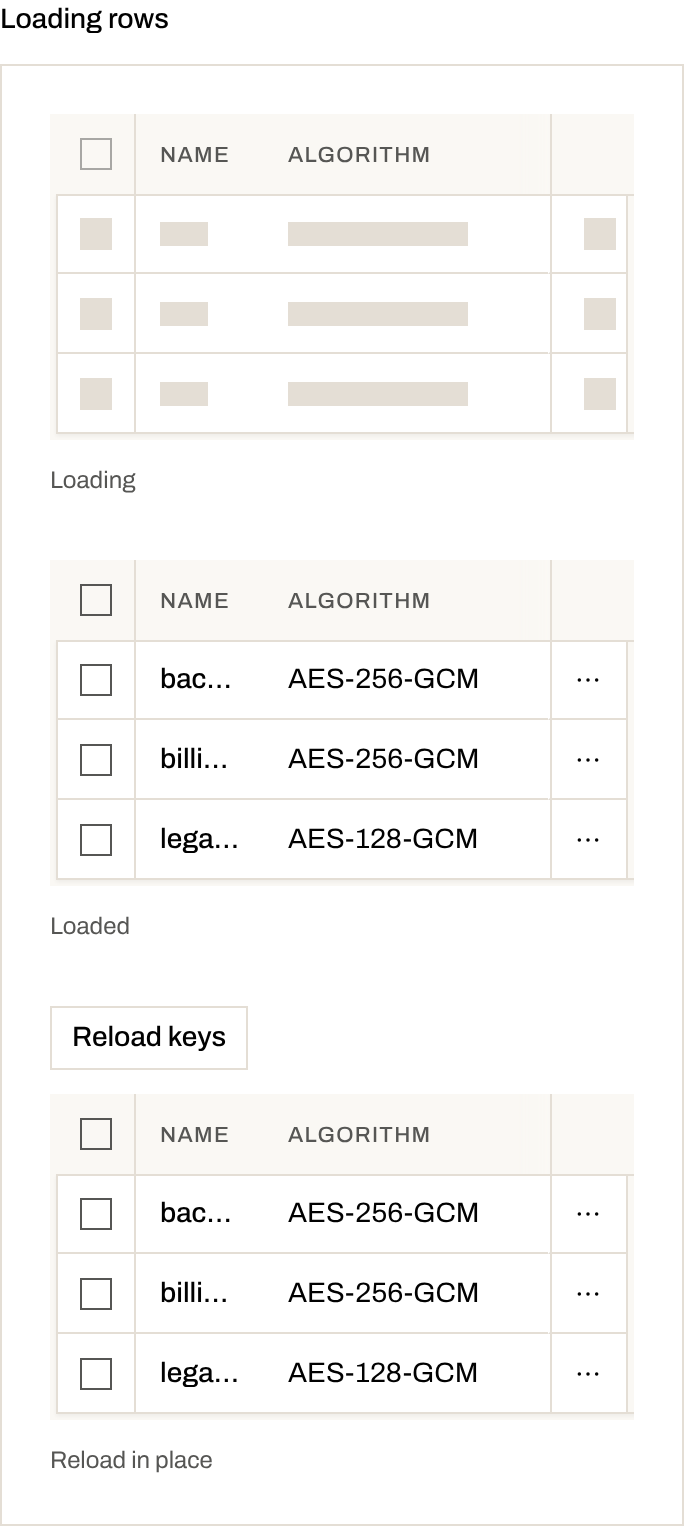 Loading rows
NAME ALGORITHM
Loading
NAME ALGORITHM
bac... AES-256-GCM ...
billi... AES-256-GCM ...
lega... AES-128-GCM ...
Loaded
Reload keys
NAME ALGORITHM
bac... AES-256-GCM ...
billi... AES-256-GCM ...
lega... AES-128-GCM ...
Reload in place